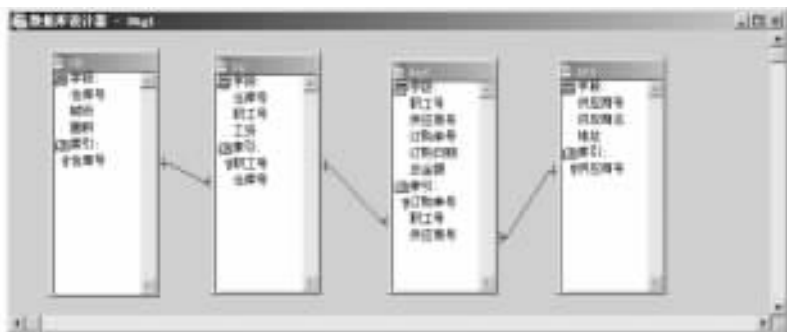 数据库设计器 -
字段:
仓库号
城市
面积
索引:
仓库号
字段:
仓库号
职工号
工资
索引:
职工号
仓库号
字段:
职工号
供应商号
订购单号
订购日期
总金额
索引:
订购单号
职工号
供应商号
字段:
供应商号
供应商名
地址
索引:
供应商号